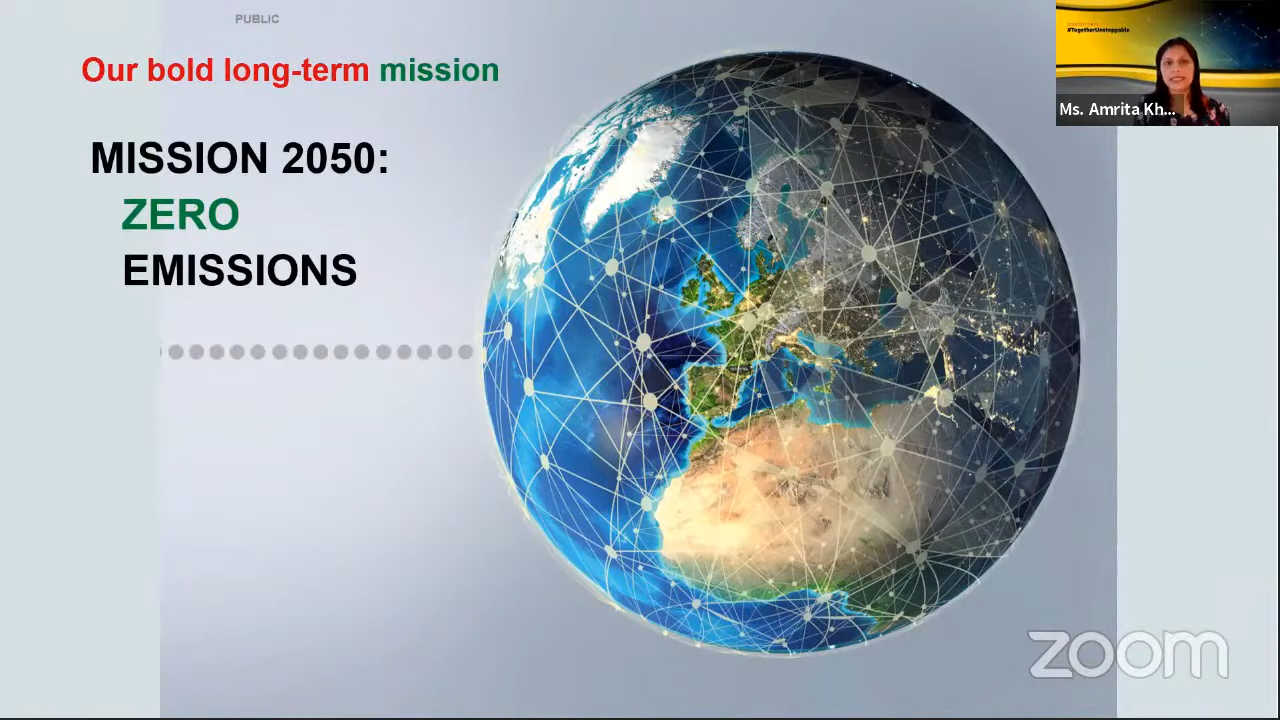 PUBLIC
Our bold long-term mission
MISSION 2050:
ZERO
EMISSIONS
#TogetherUnstoppable
Ms. Amrita Kh...
zoom